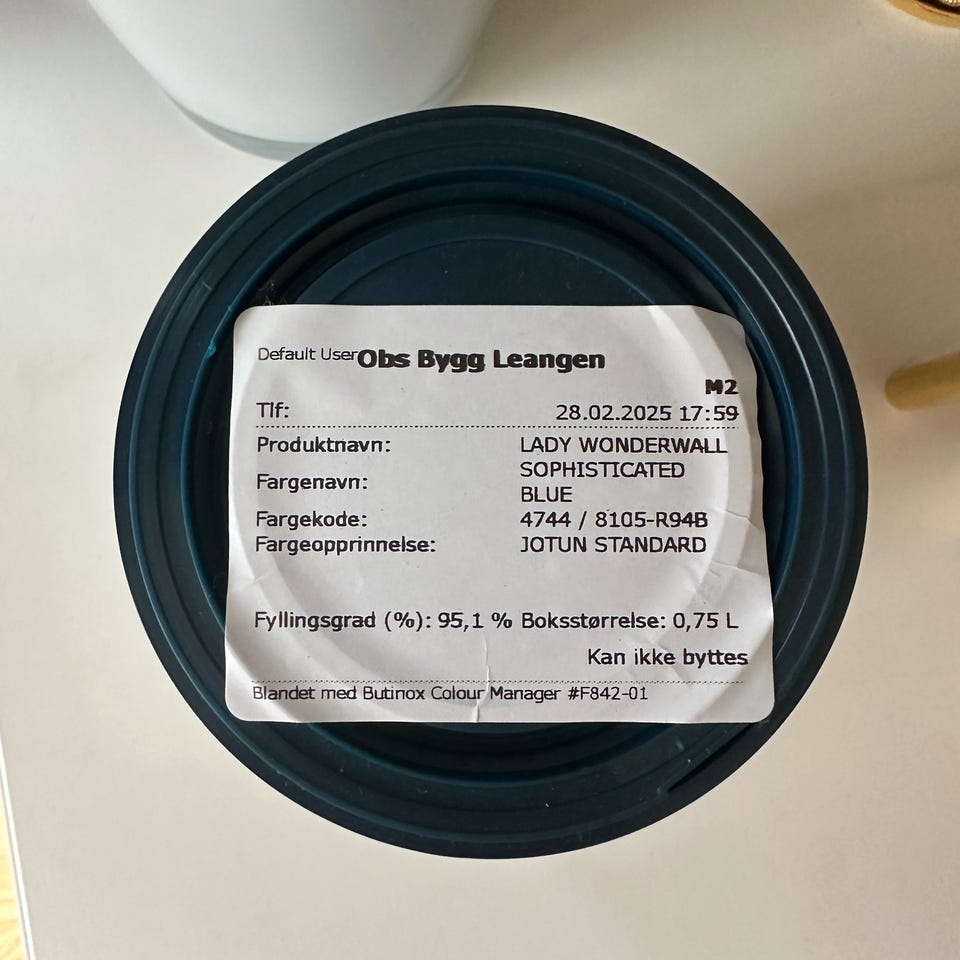 Default User Obs Bygg Leangen
M2
Tlf: 28.02.2025 17:59
Produktnavn: LADY WONDERWALL
Fargenavn: SOPHISTICATED
BLUE
Fargekode: 4744 / 8105-R94B
Fargeopprinnelse: JOTUN STANDARD
Fyllingsgrad (%): 95,1 % Boksstørrelse: 0,75 L
Kan ikke byttes
Blandet med Butinox Colour Manager #F842-01